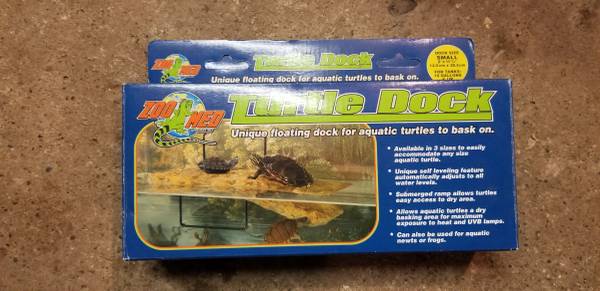 Turtle Dock
ZOO MED
Unique floating dock for aquatic turtles to bask on.
DOCK SIZE
SMALL
FOR TANKS:
ZOO MED
Turtle Dock
Unique floating dock for aquatic turtles to bask on.
• Available in 3 sizes to easily
accommodate any size
aquatic turtle.
• Unique self leveling feature
automatically adjusts to all
water levels.
• Submerged ramp allows turtles
easy access to dry area.
• Allows aquatic turtles a dry
basking area for maximum
exposure to heat and UVB lamps.
• Can also be used for aquatic
newts or frogs.